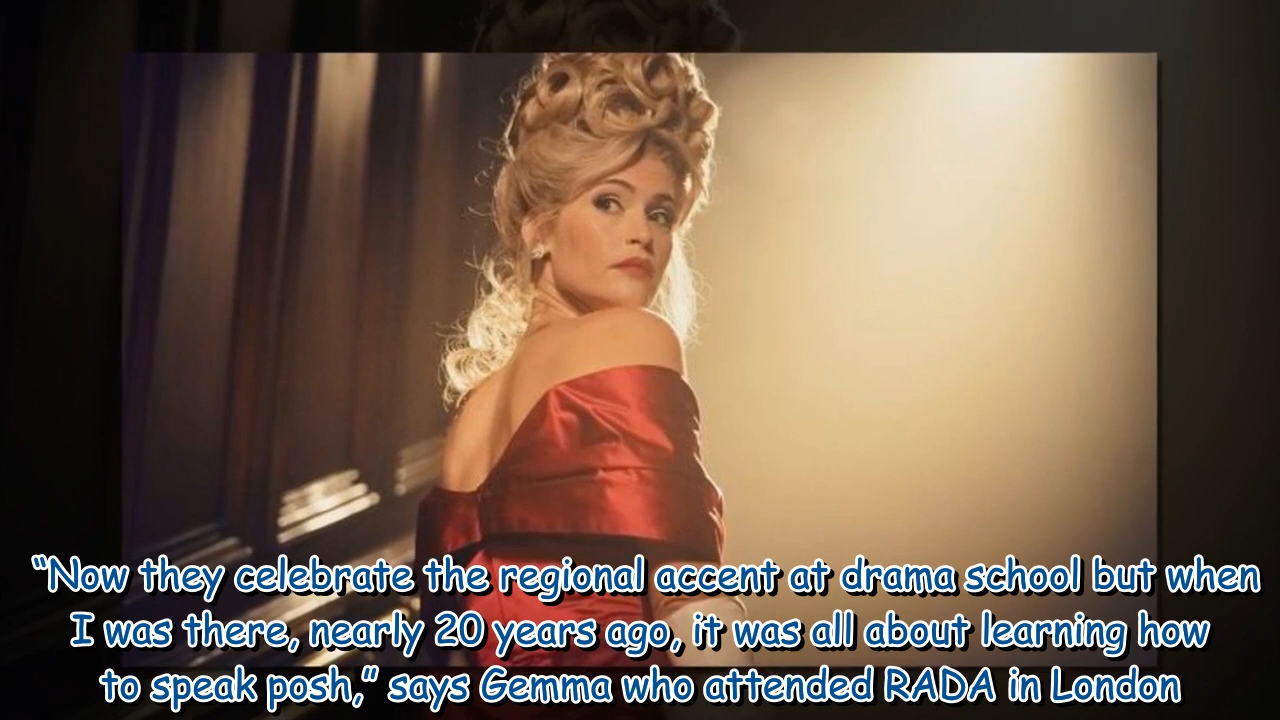 “Now they celebrate the regional accent at drama school but when
I was there, nearly 20 years ago, it was all about learning how
to speak posh,” says Gemma who attended RADA in London